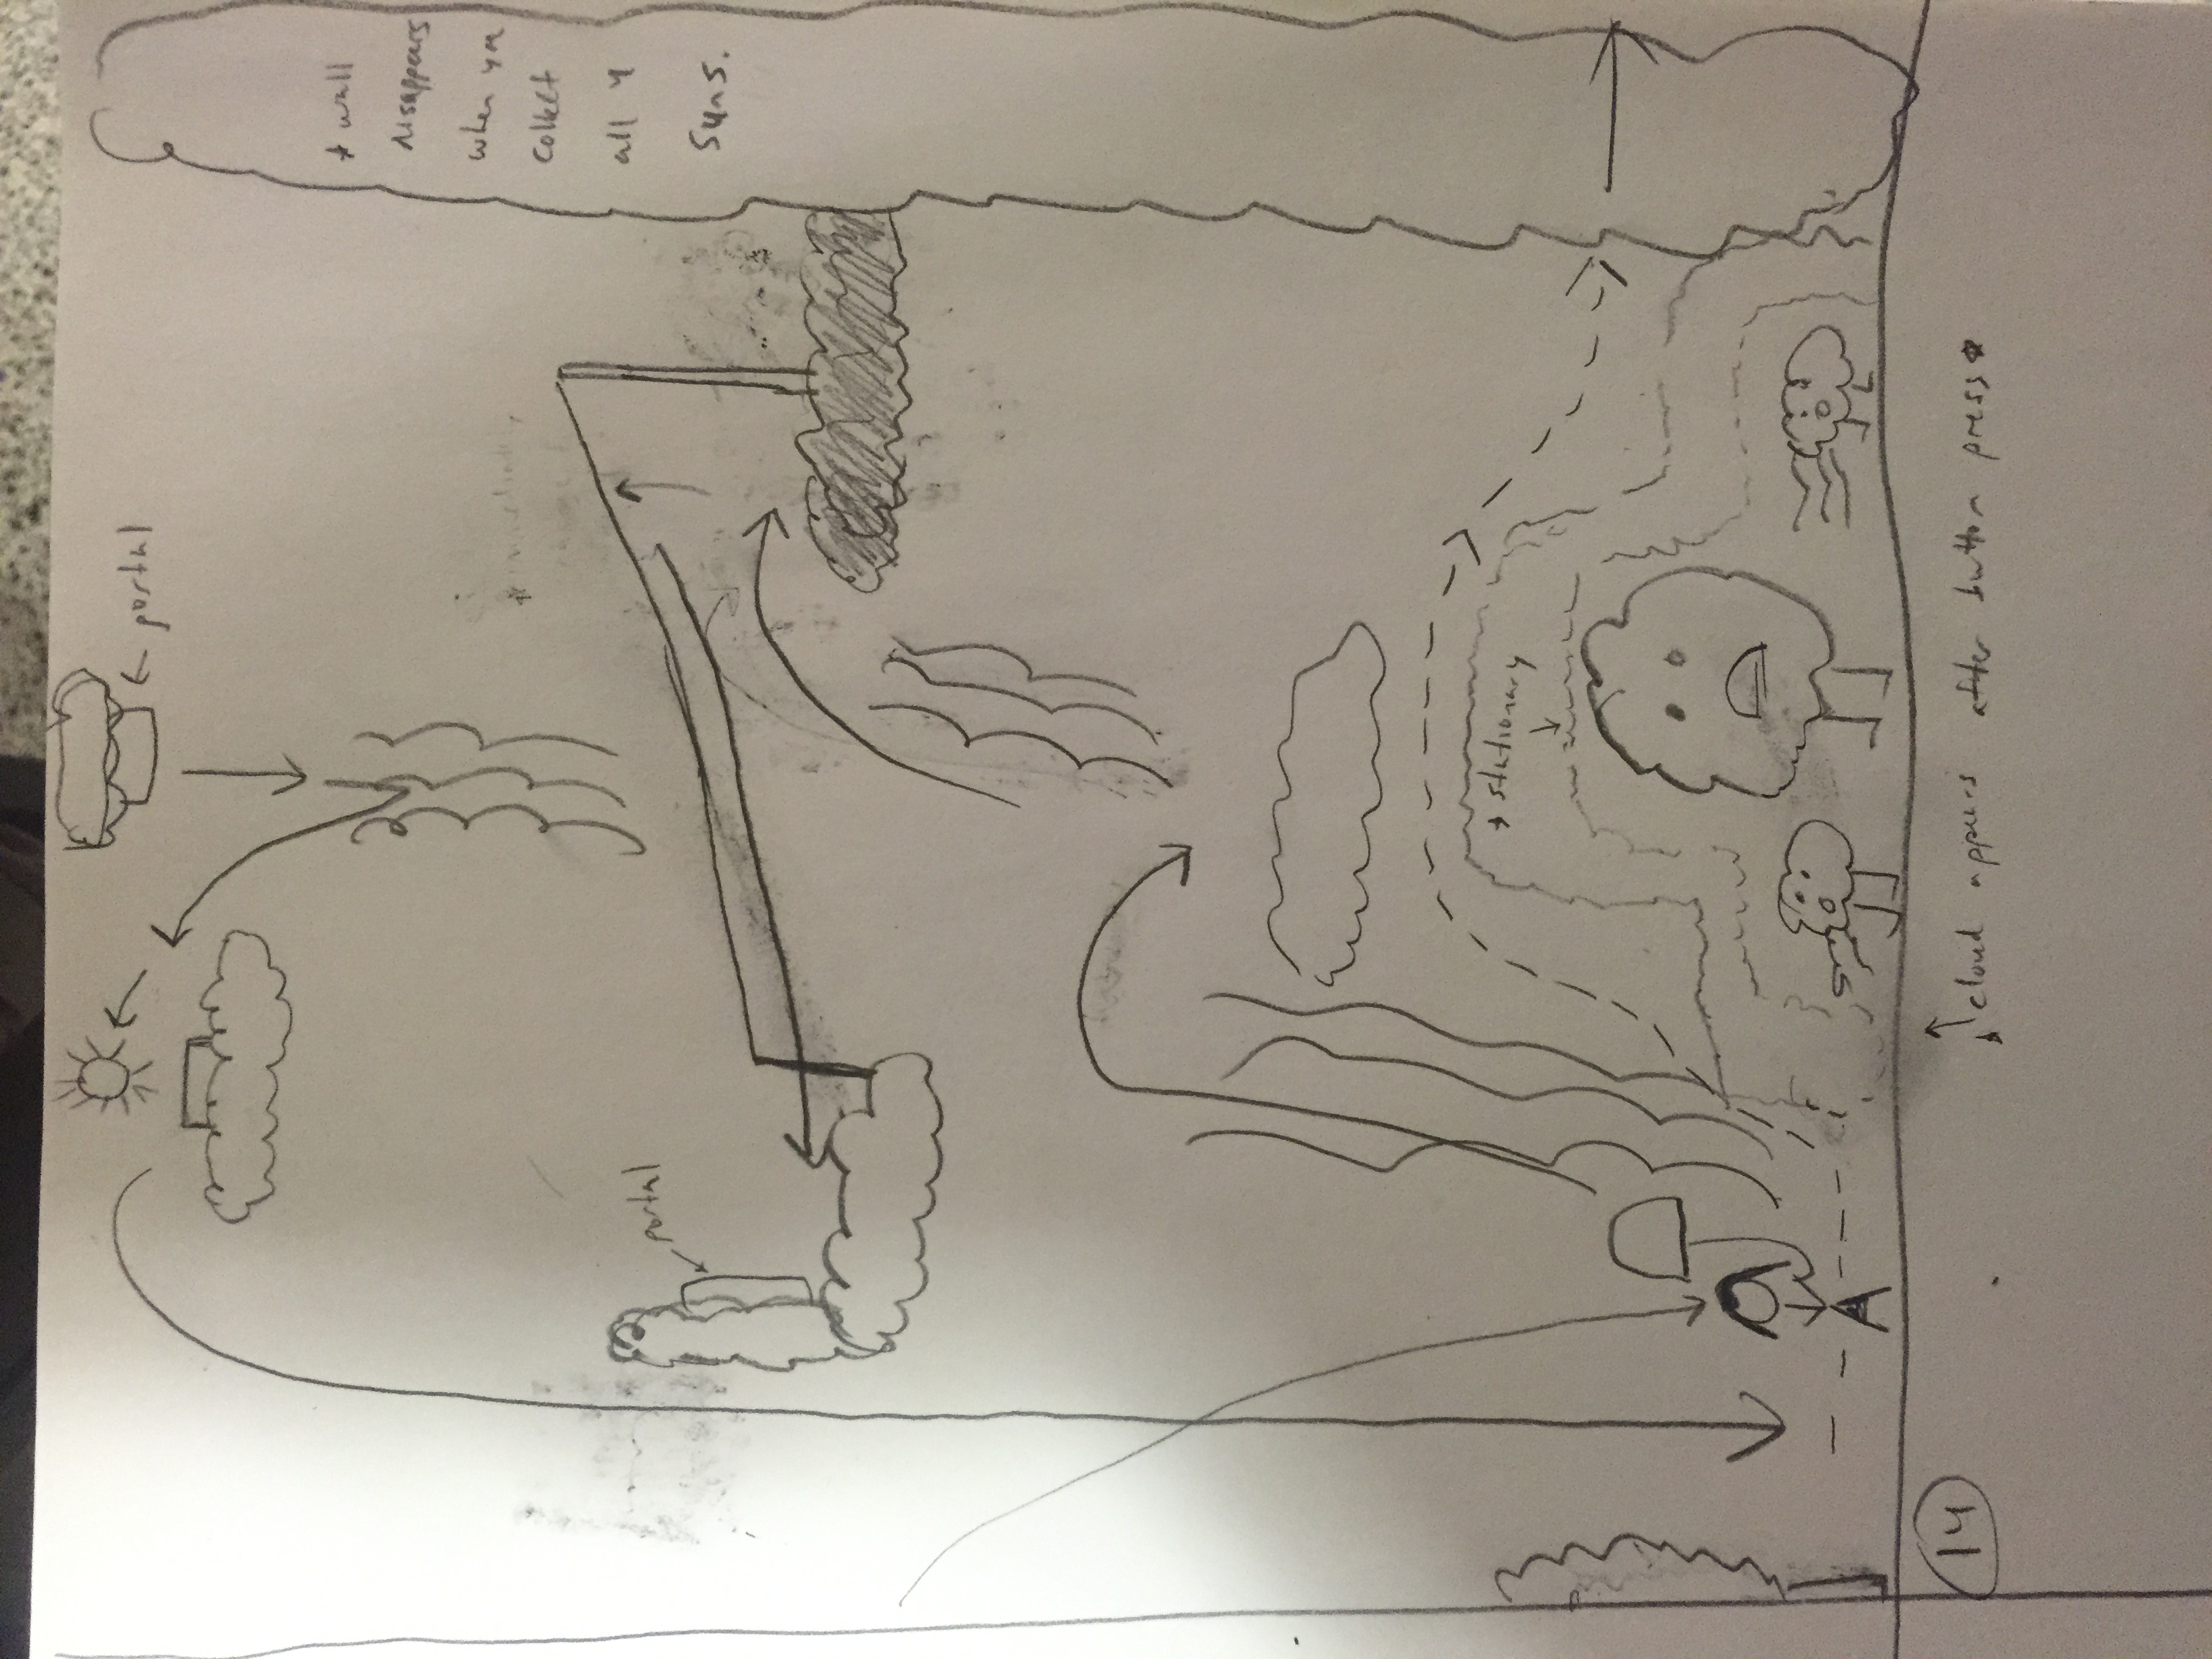 * wall
disappears
when you
collect
all 4
suns.
portal
portal
* stationary
* cloud appears after button press *
14